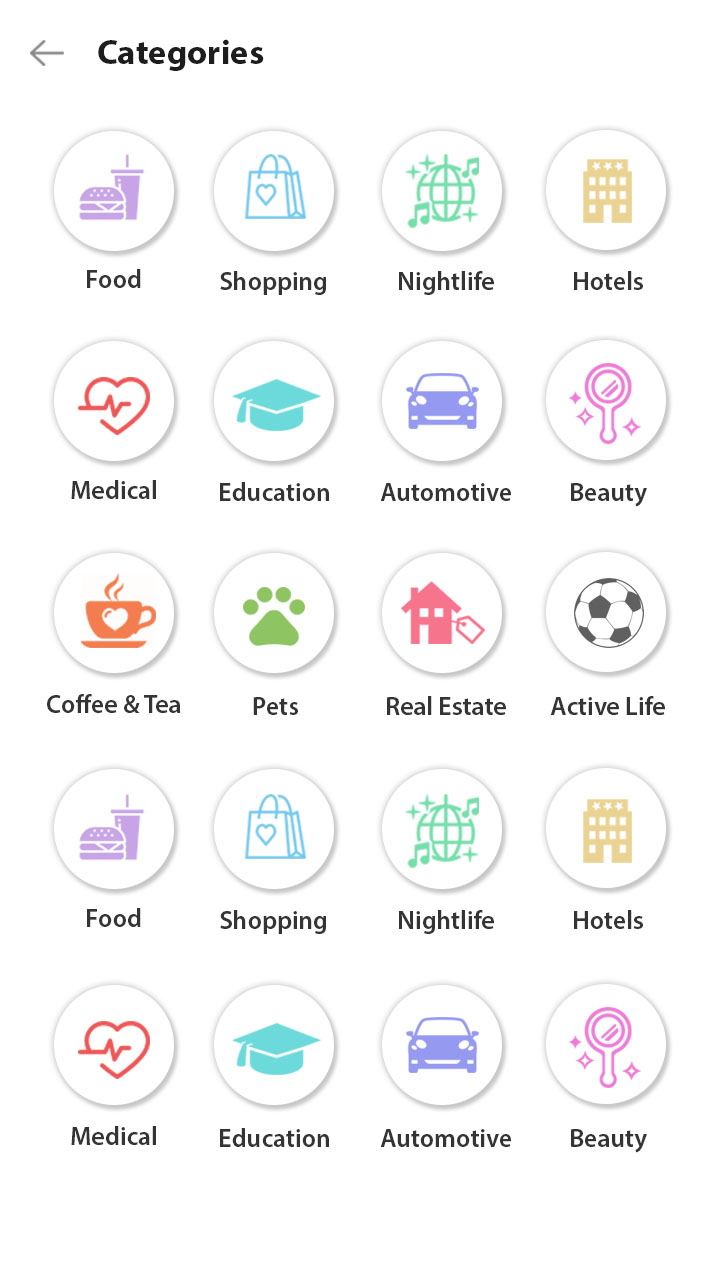 Categories
Food Shopping Nightlife Hotels
Medical Education Automotive Beauty
Coffee & Tea Pets Real Estate Active Life
Food Shopping Nightlife Hotels
Medical Education Automotive Beauty